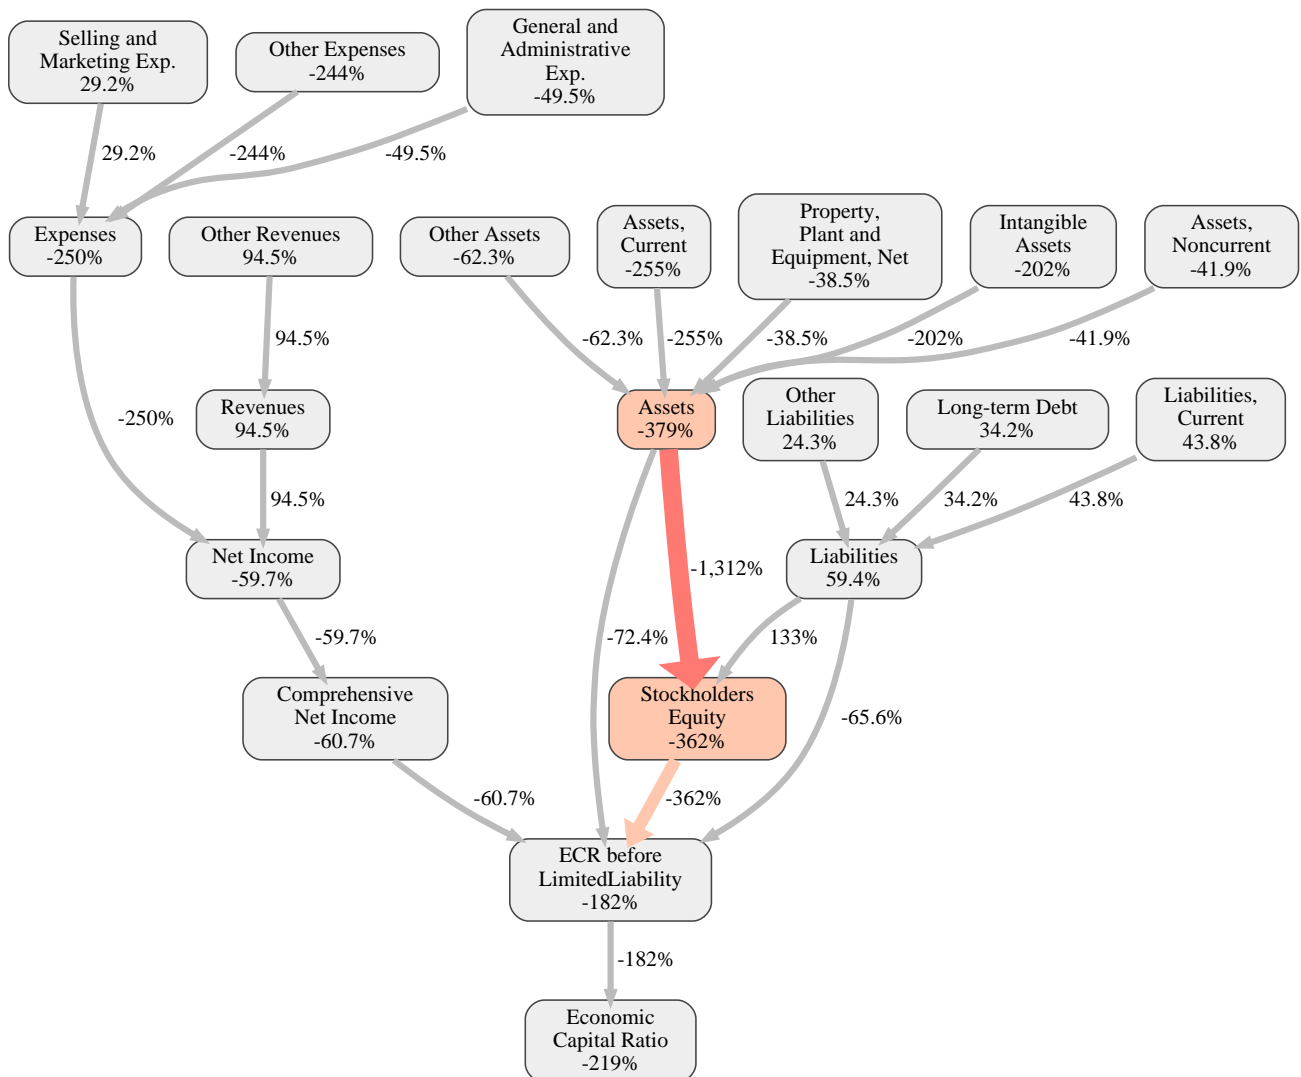 Selling and
Marketing Exp.
29.2%
Other Expenses
-244%
General and
Administrative
Exp.
-49.5%
29.2%
-244%
-49.5%
Expenses
-250%
Other Revenues
94.5%
Other Assets
-62.3%
Assets,
Current
-255%
Property,
Plant and
Equipment, Net
-38.5%
Intangible
Assets
-202%
Assets,
Noncurrent
-41.9%
94.5%
-62.3%
-255%
-38.5%
-202%
-41.9%
-250%
Revenues
94.5%
Assets
-379%
Other
Liabilities
24.3%
Long-term Debt
34.2%
Liabilities,
Current
43.8%
94.5%
24.3%
34.2%
43.8%
Net Income
-59.7%
-1,312%
Liabilities
59.4%
-59.7%
-72.4%
133%
Comprehensive
Net Income
-60.7%
Stockholders
Equity
-362%
-65.6%
-60.7%
-362%
ECR before
LimitedLiability
-182%
-182%
Economic
Capital Ratio
-219%